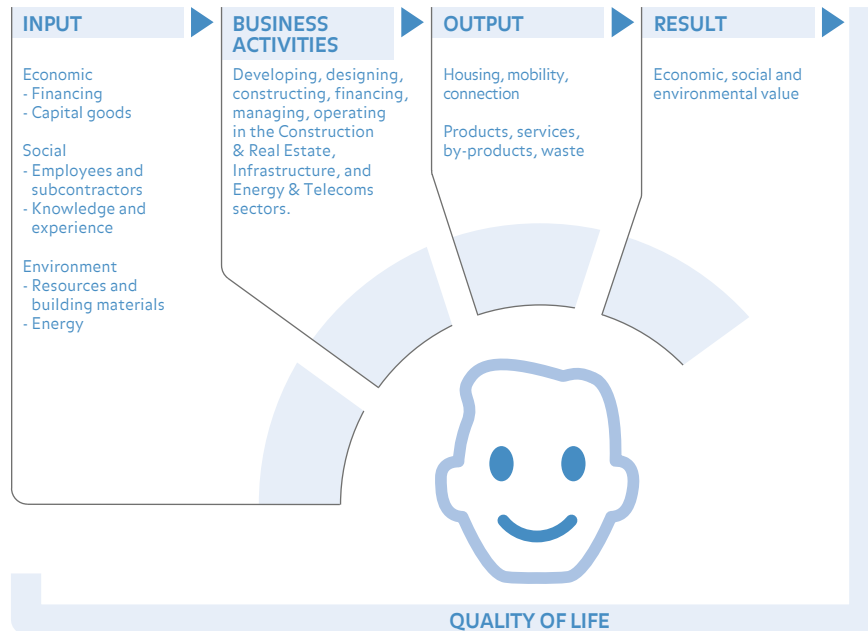 INPUT
Economic
- Financing
- Capital goods
Social
- Employees and
subcontractors
- Knowledge and
experience
Environment
- Resources and
building materials
- Energy
BUSINESS
ACTIVITIES
Developing, designing,
constructing, financing,
managing, operating
in the Construction
& Real Estate,
Infrastructure, and
Energy & Telecoms
sectors.
OUTPUT
Housing, mobility,
connection
Products, services,
by-products, waste
RESULT
Economic, social and
environmental value
QUALITY OF LIFE